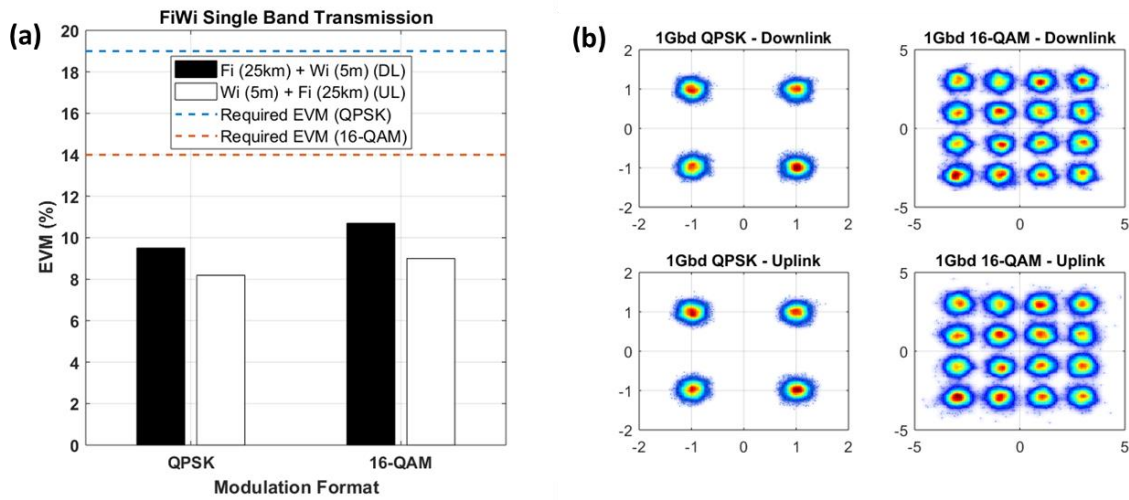 (a)
FiWi Single Band Transmission
20
18
16
14
12
10
8
6
4
2
0
EVM (%)
Fi (25km) + Wi (5m) (DL)
Wi (5m) + Fi (25km) (UL)
Required EVM (QPSK)
Required EVM (16-QAM)
QPSK 16-QAM
Modulation Format
(b)
1Gbd QPSK - Downlink
2
1
0
-1
-2
-2 -1 0 1 2
1Gbd 16-QAM - Downlink
5
0
-5
-5 0 5
1Gbd QPSK - Uplink
2
1
0
-1
-2
-2 -1 0 1 2
1Gbd 16-QAM - Uplink
5
0
-5
-5 0 5